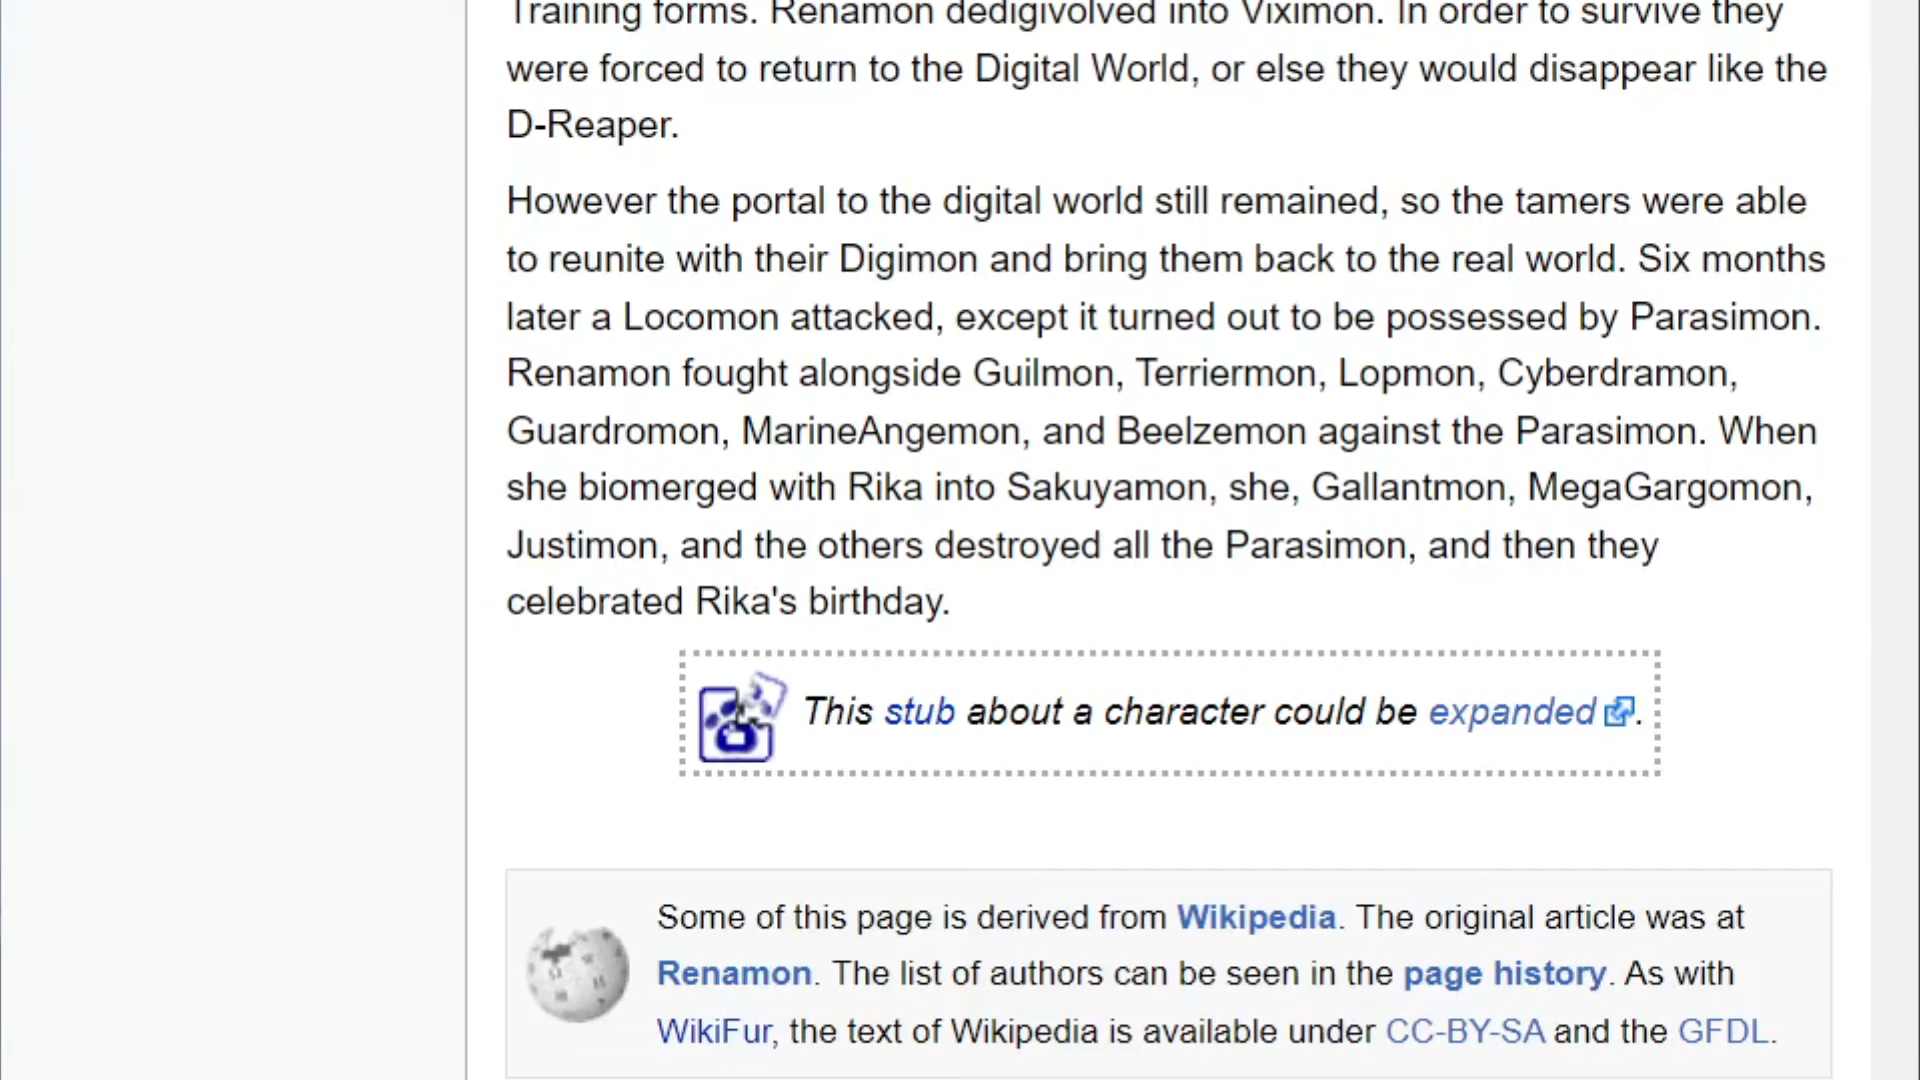 Training forms. Renamon dedigivolved into Viximon. In order to survive they
were forced to return to the Digital World, or else they would disappear like the
D-Reaper.
However the portal to the digital world still remained, so the tamers were able
to reunite with their Digimon and bring them back to the real world. Six months
later a Locomon attacked, except it turned out to be possessed by Parasimon.
Renamon fought alongside Guilmon, Terriermon, Lopmon, Cyberdramon,
Guardromon, MarineAngemon, and Beelzemon against the Parasimon. When
she biomerged with Rika into Sakuyamon, she, Gallantmon, MegaGargomon,
Justimon, and the others destroyed all the Parasimon, and then they
celebrated Rika's birthday.
This stub about a character could be expanded.
Some of this page is derived from Wikipedia. The original article was at
Renamon. The list of authors can be seen in the page history. As with
WikiFur, the text of Wikipedia is available under CC-BY-SA and the GFDL.